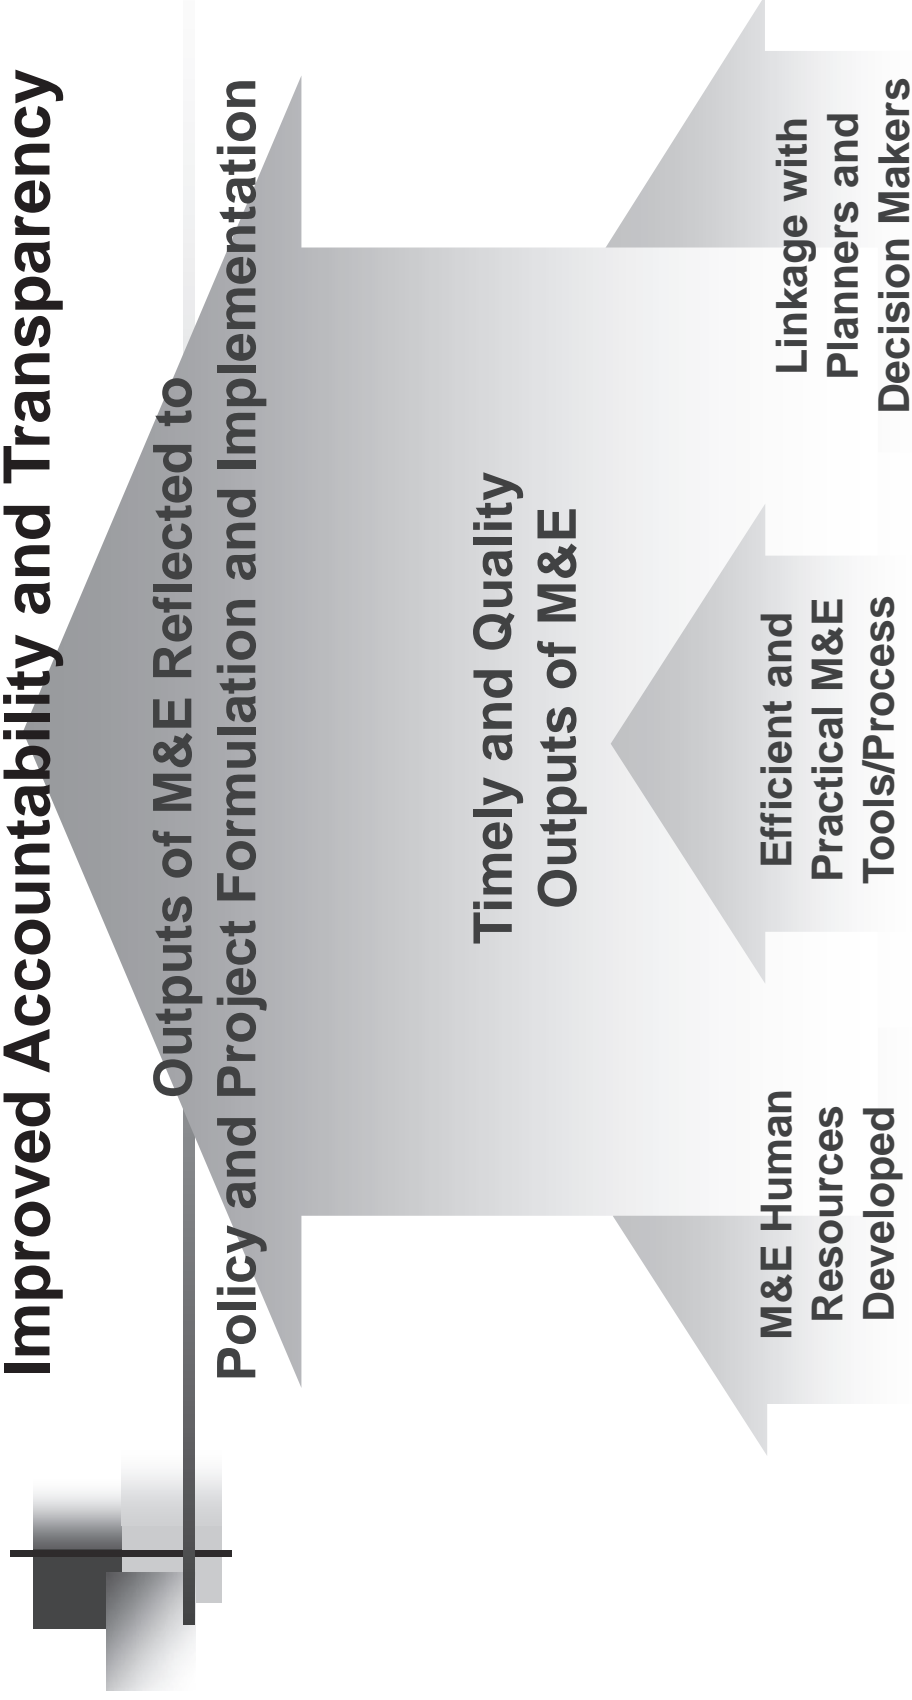 Improved Accountability and Transparency
Outputs of M&E Reflected to
Policy and Project Formulation and Implementation
Timely and Quality
Outputs of M&E
M&E Human
Resources
Developed
Efficient and
Practical M&E
Tools/Process
Linkage with
Planners and
Decision Makers